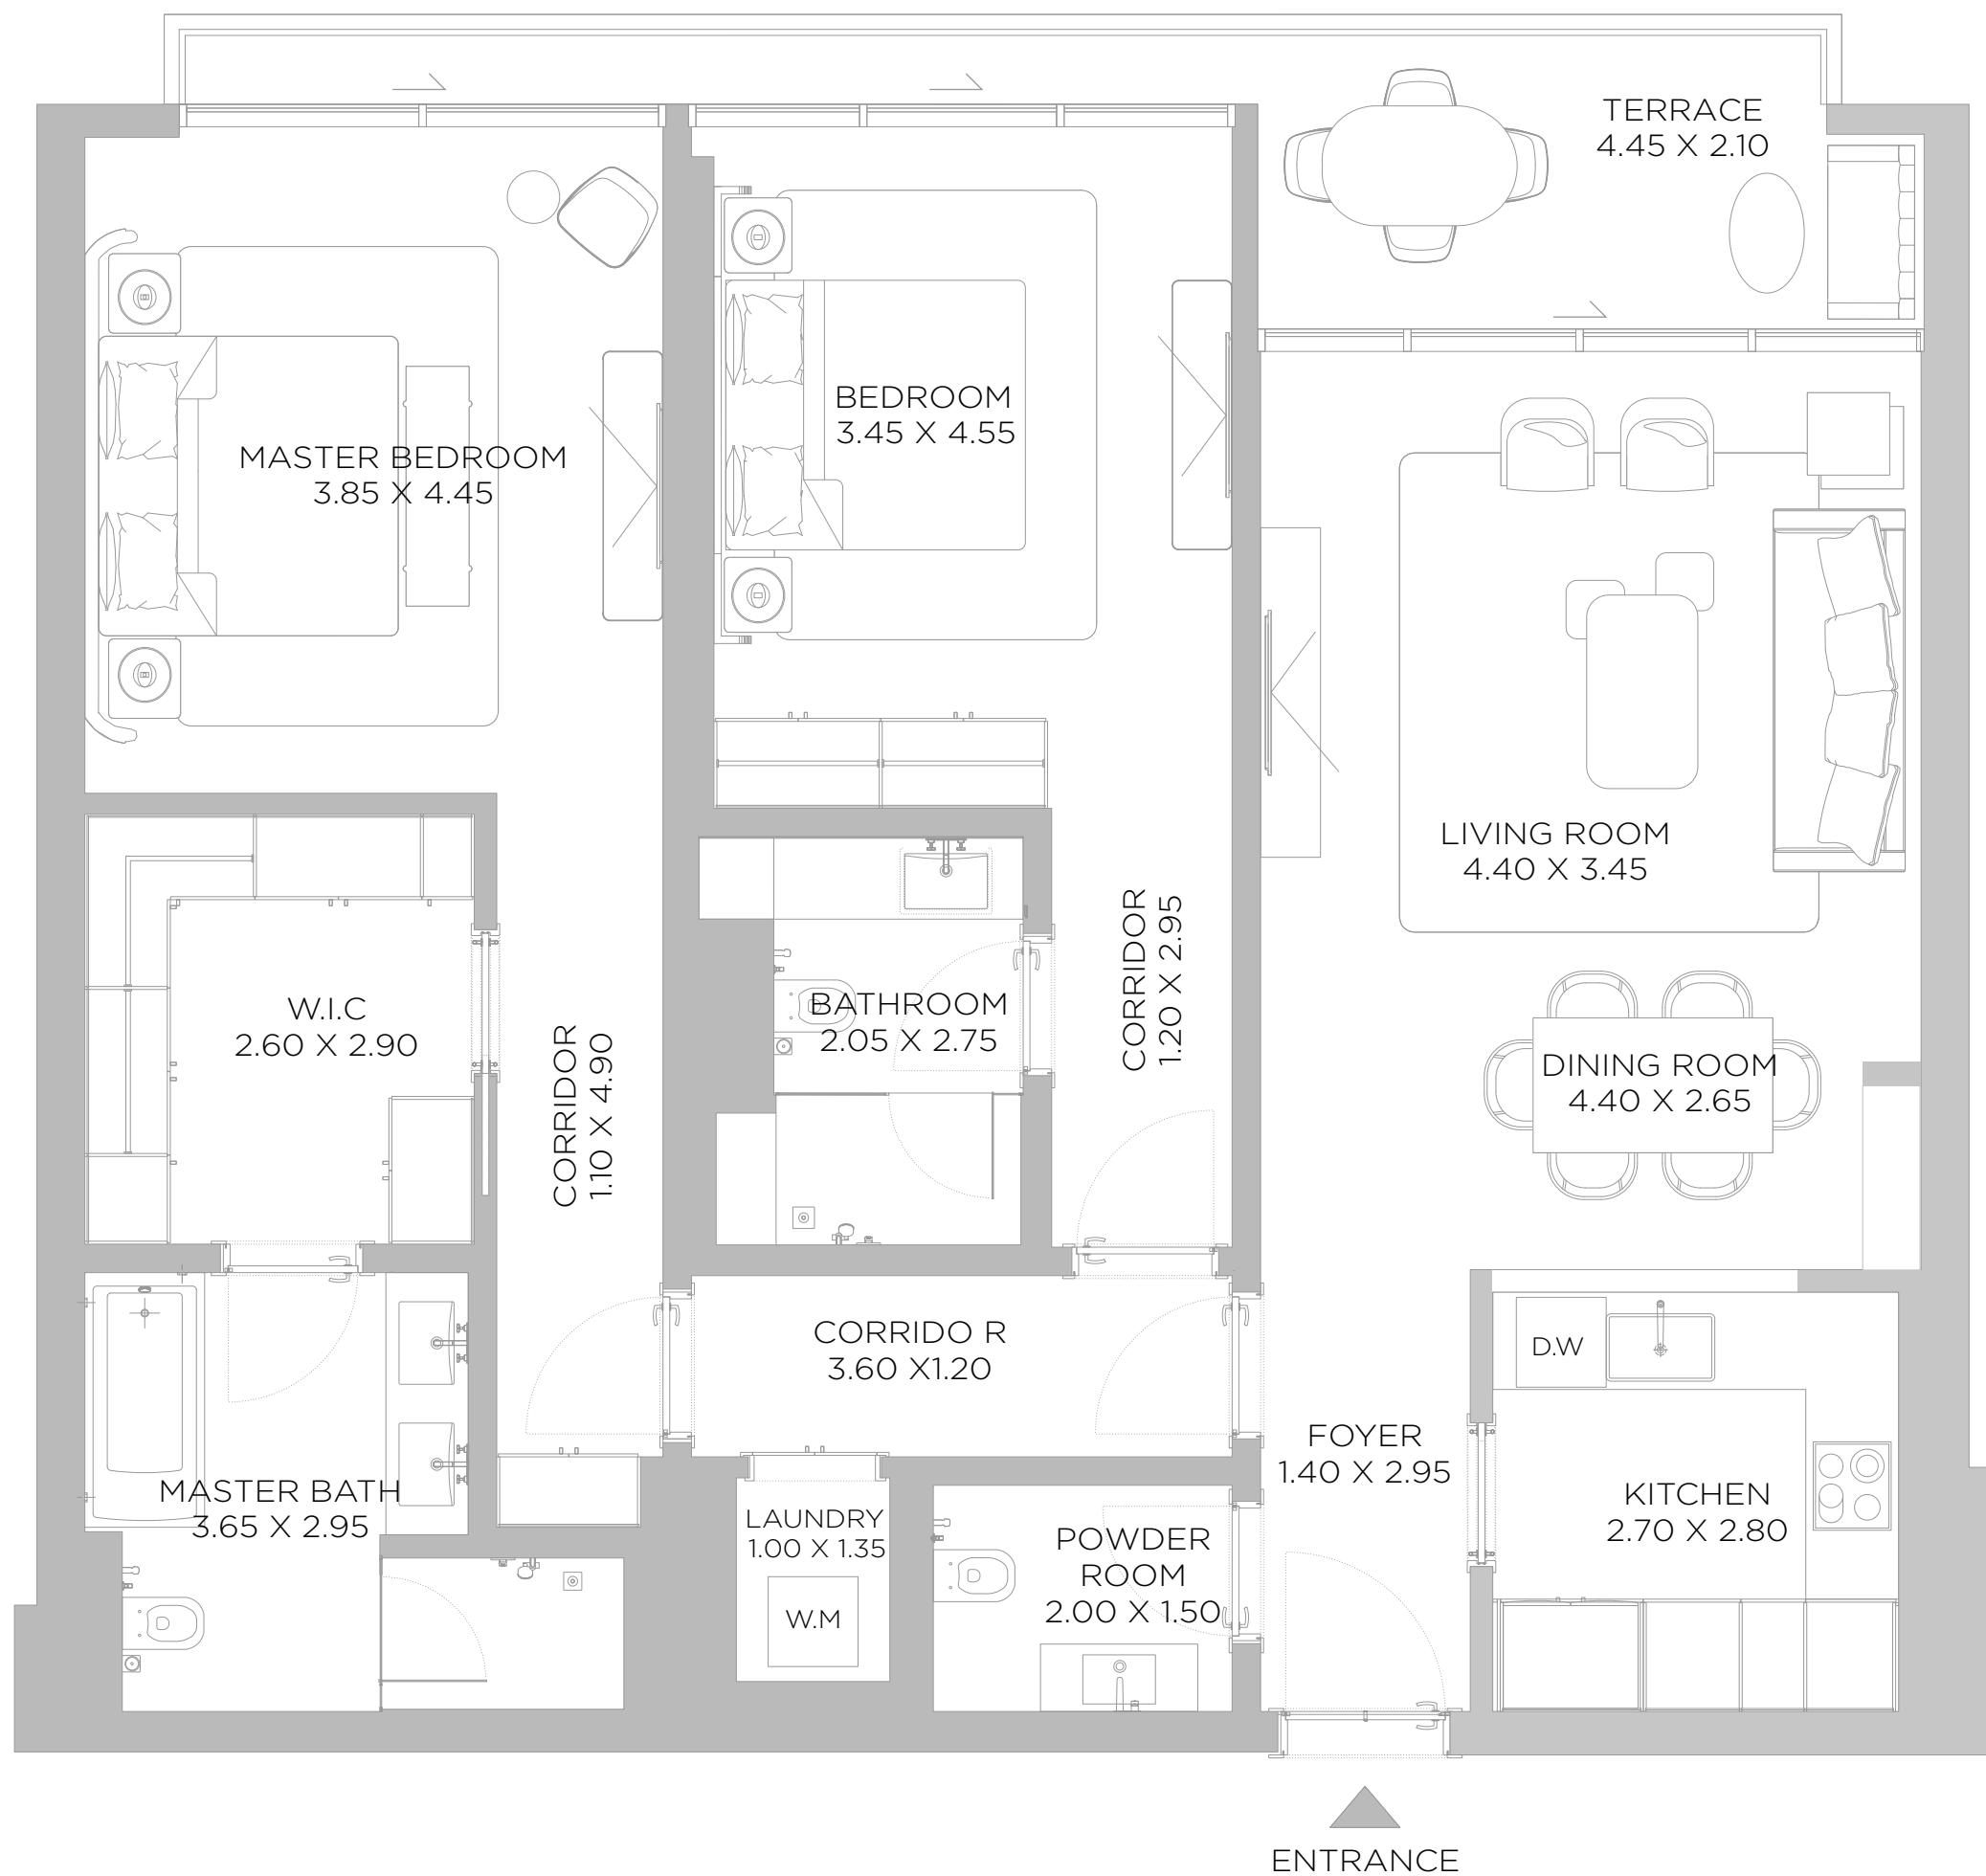 TERRACE
4.45 X 2.10
BEDROOM
3.45 X 4.55
MASTER BEDROOM
3.85 X 4.45
LIVING ROOM
4.40 X 3.45
W.I.C
2.60 X 2.90
CORRIDOR
1.10 X 4.90
BATHROOM
2.05 X 2.75
CORRIDOR
1.20 X 2.95
DINING ROOM
4.40 X 2.65
CORRIDO R
3.60 X1.20
D.W
FOYER
1.40 X 2.95
MASTER BATH
3.65 X 2.95
LAUNDRY
1.00 X 1.35
W.M
POWDER
ROOM
2.00 X 1.50
KITCHEN
2.70 X 2.80
ENTRANCE